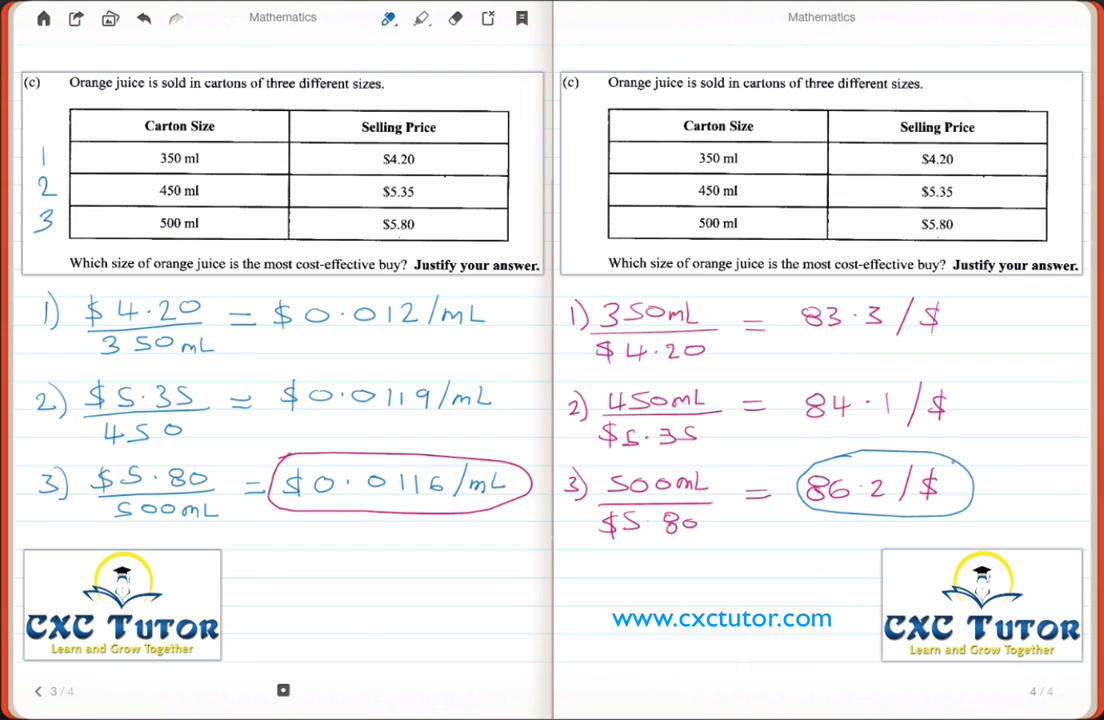 Mathematics
(c) Orange juice is sold in cartons of three different sizes.
Carton Size Selling Price
1 350 ml $4.20
2 450 ml $5.35
3 500 ml $5.80
Which size of orange juice is the most cost-effective buy? Justify your answer.
1) $4.20 = $0.012/mL
350mL
2) $5.35 = $0.0119/mL
450
3) $5.80 = $0.0116/mL
500mL
CXC TUTOR
Learn and Grow Together
3/4
Mathematics
(c) Orange juice is sold in cartons of three different sizes.
Carton Size Selling Price
350 ml $4.20
450 ml $5.35
500 ml $5.80
Which size of orange juice is the most cost-effective buy? Justify your answer.
1) 350mL = 83.3/$
$4.20
2) 450mL = 84.1/$
$5.35
3) 500mL = 86.2/$
$5.80
www.cxctutor.com
CXC TUTOR
Learn and Grow Together
4/4